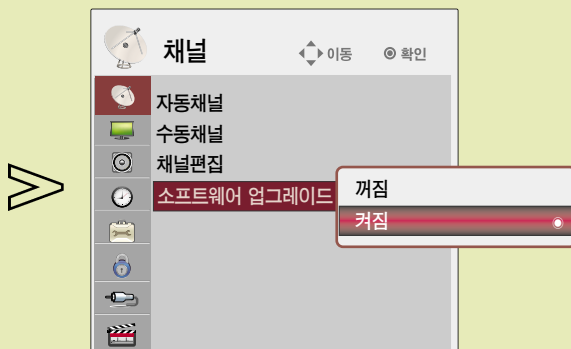 채널 이동 확인
자동채널
수동채널
채널편집
소프트웨어 업그레이드
꺼짐
켜짐